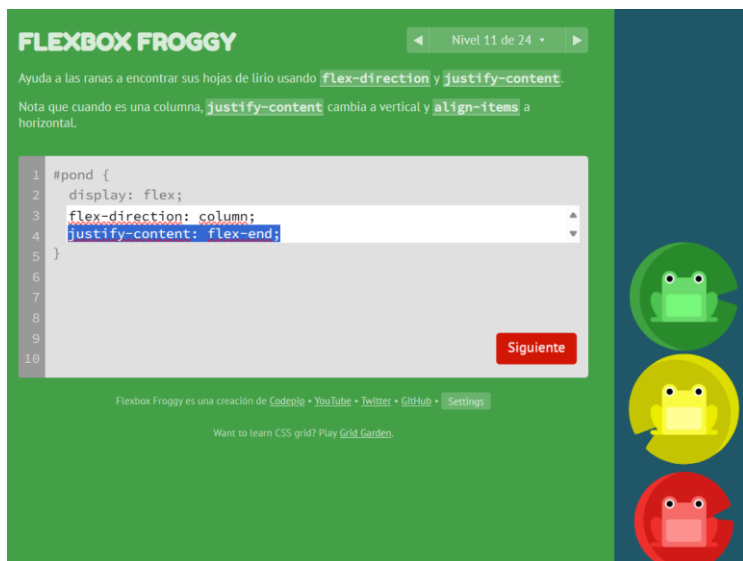 FLEXBOX FROGGY
◀ Nivel 11 de 24 ▾ ▶
Ayuda a las ranas a encontrar sus hojas de lirio usando flex-direction y justify-content.
Nota que cuando es una columna, justify-content cambia a vertical y align-items a
horizontal.
1 #pond {
2 display: flex;
3 flex-direction: column;
4 justify-content: flex-end;
5 }
6
7
8
9
10
Siguiente
Flexbox Froggy es una creación de Codepip • YouTube • Twitter • GitHub • Settings
Want to learn CSS grid? Play Grid Garden.